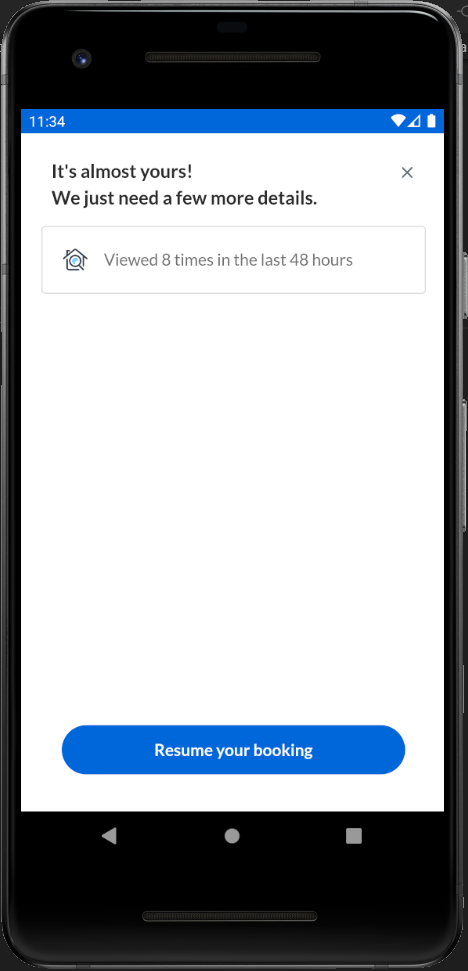 11:34
It's almost yours!
We just need a few more details.
Viewed 8 times in the last 48 hours
Resume your booking